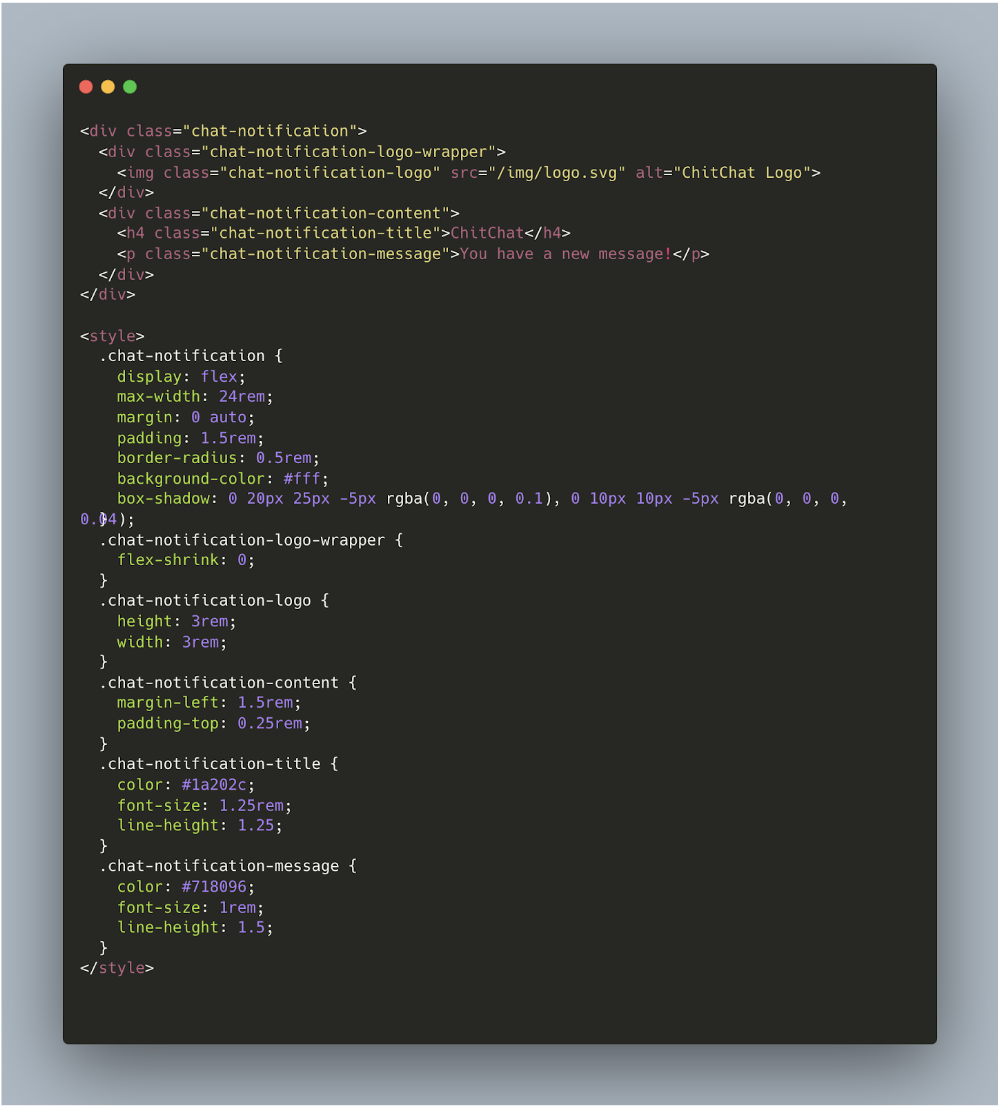 <div class="chat-notification">
  <div class="chat-notification-logo-wrapper">
    <img class="chat-notification-logo" src="/img/logo.svg" alt="ChitChat Logo">
  </div>
  <div class="chat-notification-content">
    <h4 class="chat-notification-title">ChitChat</h4>
    <p class="chat-notification-message">You have a new message!</p>
  </div>
</div>

<style>
  .chat-notification {
    display: flex;
    max-width: 24rem;
    margin: 0 auto;
    padding: 1.5rem;
    border-radius: 0.5rem;
    background-color: #fff;
    box-shadow: 0 20px 25px -5px rgba(0, 0, 0, 0.1), 0 10px 10px -5px rgba(0, 0, 0,
0.04);
  }
  .chat-notification-logo-wrapper {
    flex-shrink: 0;
  }
  .chat-notification-logo {
    height: 3rem;
    width: 3rem;
  }
  .chat-notification-content {
    margin-left: 1.5rem;
    padding-top: 0.25rem;
  }
  .chat-notification-title {
    color: #1a202c;
    font-size: 1.25rem;
    line-height: 1.25;
  }
  .chat-notification-message {
    color: #718096;
    font-size: 1rem;
    line-height: 1.5;
  }
</style>